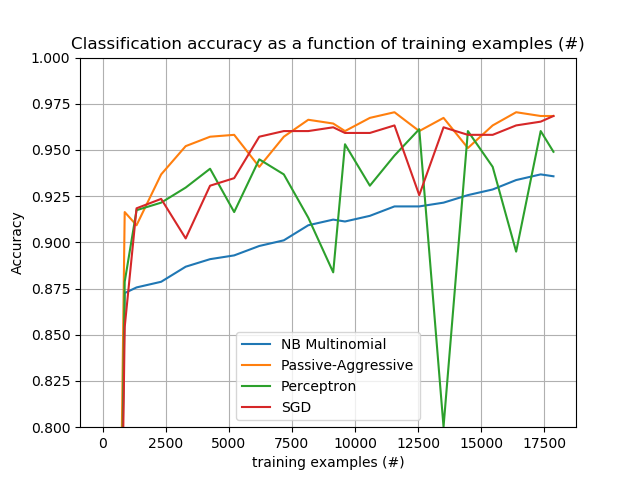 Classification accuracy as a function of training examples (#)
1.000
0.975
0.950
0.925
0.900
0.875
0.850
0.825
0.800
Accuracy
NB Multinomial
Passive-Aggressive
Perceptron
SGD
0 2500 5000 7500 10000 12500 15000 17500
training examples (#)